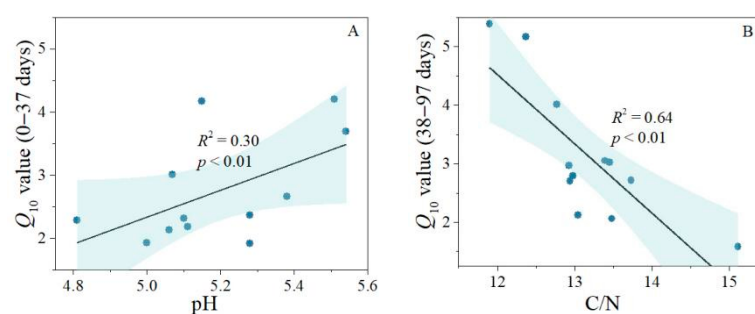 A
Q10 value (0–37 days)
5
4
3
2
R² = 0.30
p < 0.01
4.8 5.0 5.2 5.4 5.6
pH
B
Q10 value (38–97 days)
5
4
3
2
R² = 0.64
p < 0.01
12 13 14 15
C/N